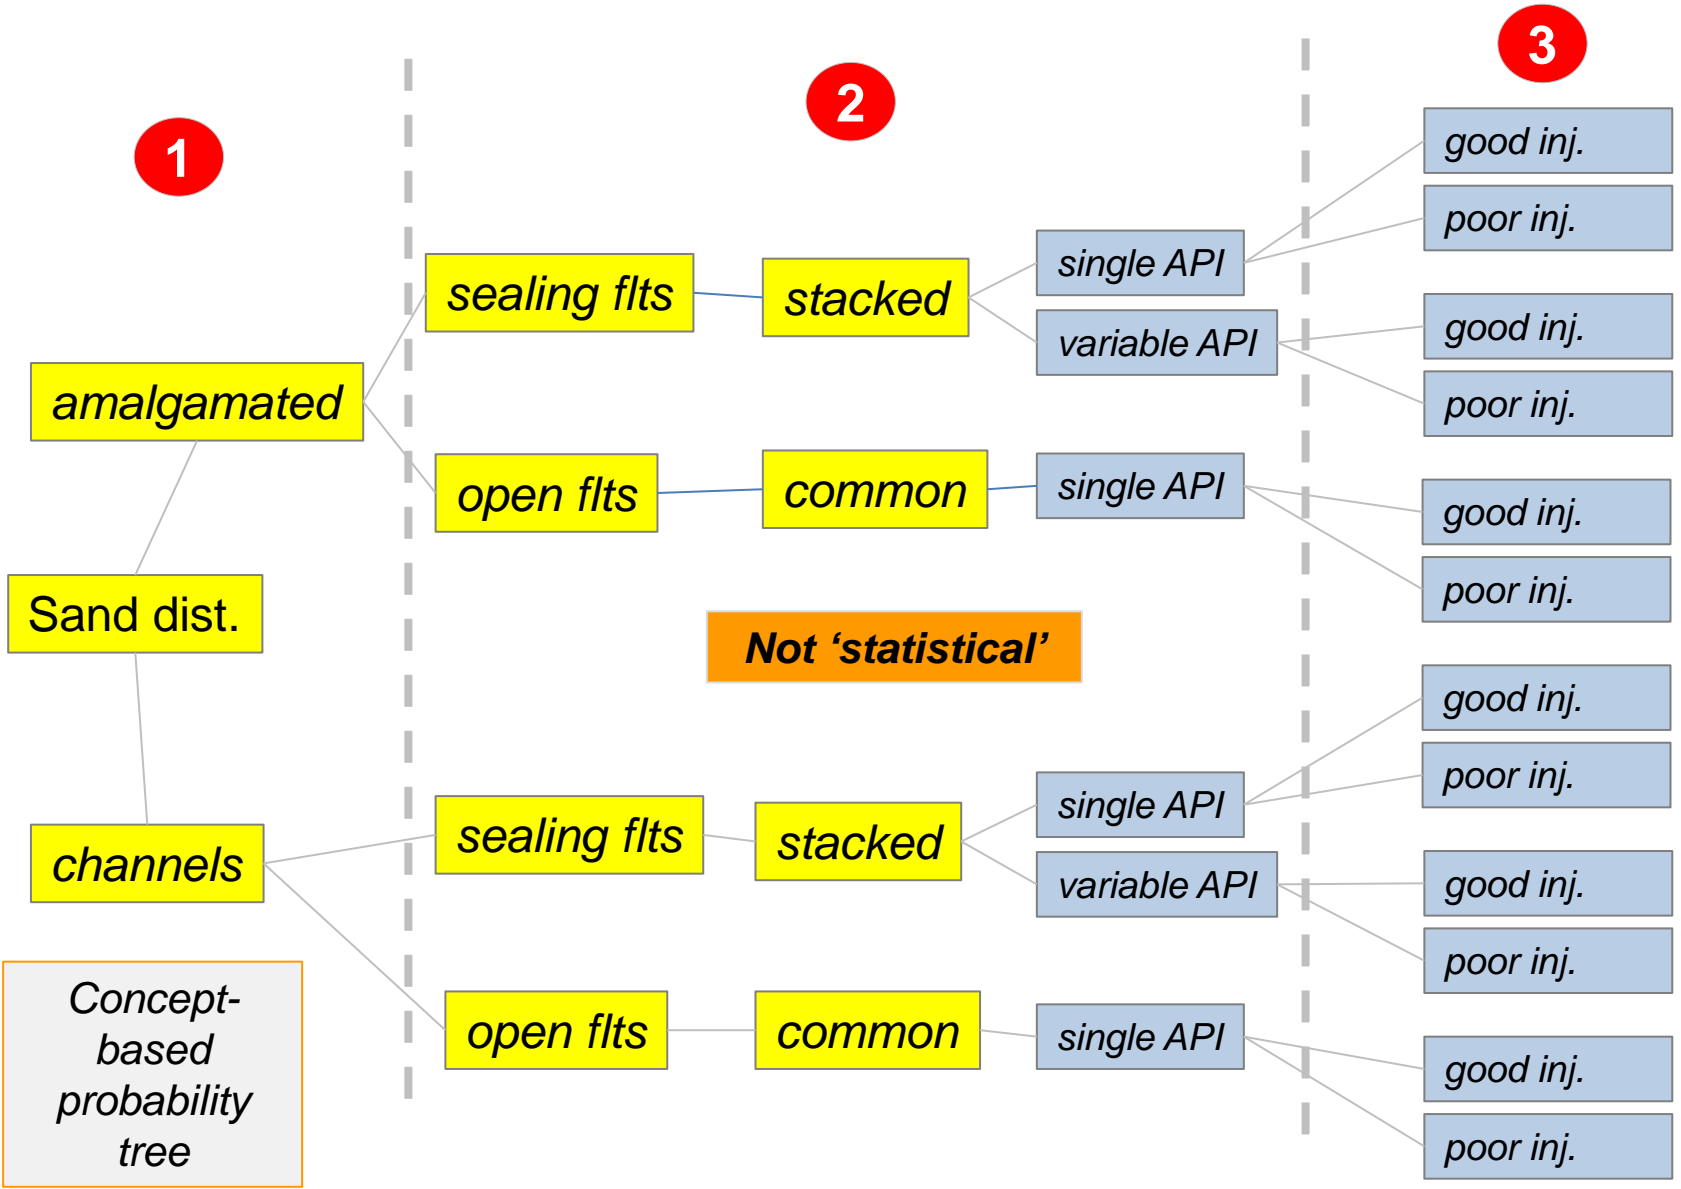 1
2
3
good inj.
poor inj.
sealing flts
stacked
single API
variable API
good inj.
poor inj.
amalgamated
open flts
common
single API
good inj.
poor inj.
Sand dist.
Not ‘statistical’
good inj.
poor inj.
channels
sealing flts
stacked
single API
variable API
good inj.
poor inj.
open flts
common
single API
good inj.
poor inj.
Concept-
based
probability
tree